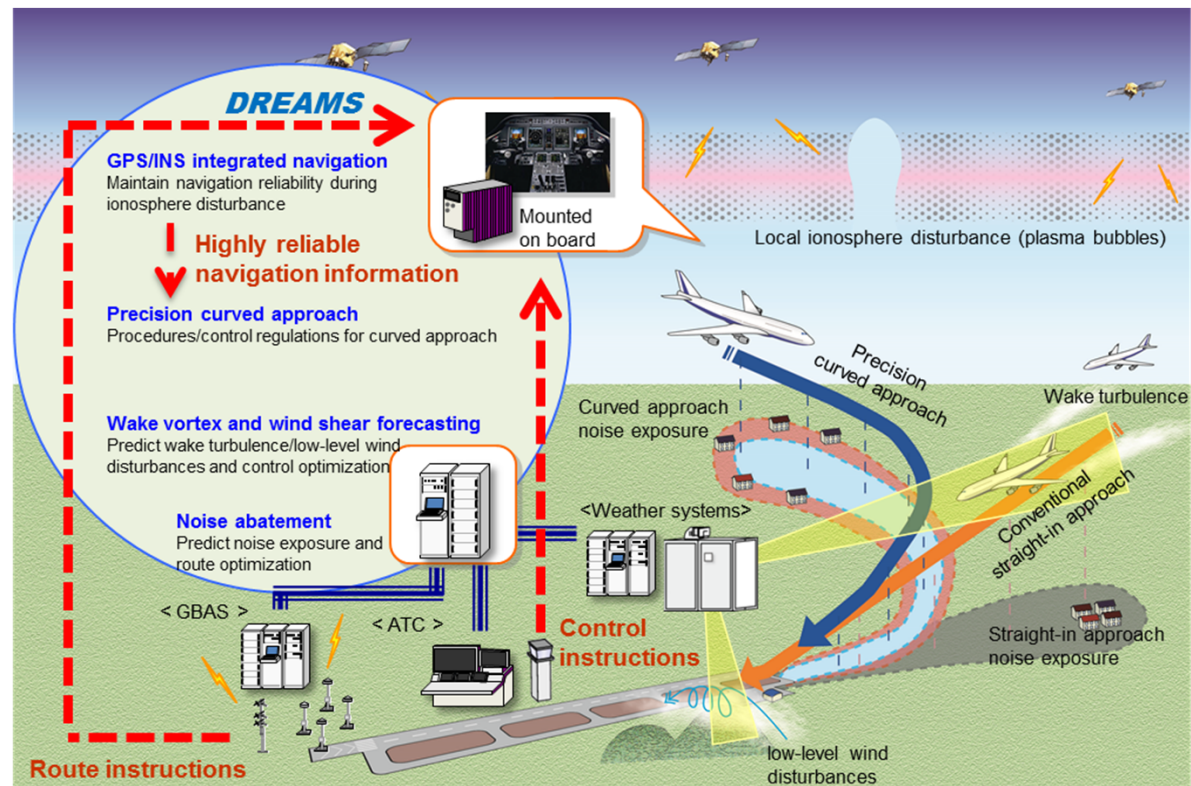 DREAMS
GPS/INS integrated navigation
Maintain navigation reliability during
ionosphere disturbance
Highly reliable
navigation information
Mounted
on board
Local ionosphere disturbance (plasma bubbles)
Precision curved approach
Procedures/control regulations for curved approach
Precision
curved approach
Wake turbulence
Curved approach
noise exposure
Wake vortex and wind shear forecasting
Predict wake turbulence/low-level wind
disturbances and control optimization
Conventional
straight-in approach
Noise abatement
Predict noise exposure and
route optimization
<Weather systems>
< GBAS >
< ATC >
Control
instructions
Straight-in approach
noise exposure
Route instructions
low-level wind
disturbances